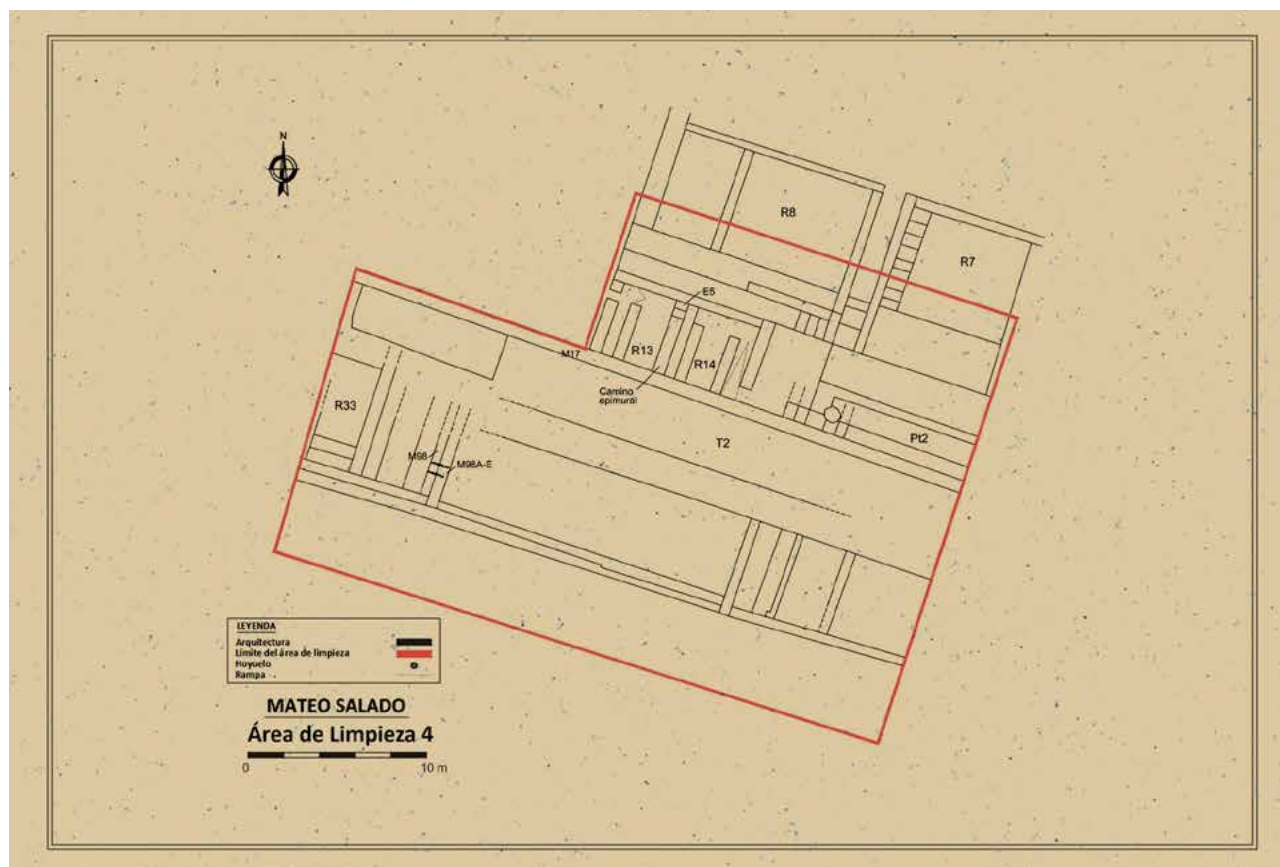 N
R8
R7
E5
M17
R13
R14
Camino
epimural
R33
T2
Pt2
M98
M98A-E
LEYENDA
Arquitectura
Límite del área de limpieza
Hoyuelo
Rampa
MATEO SALADO
Área de Limpieza 4
0 10 m